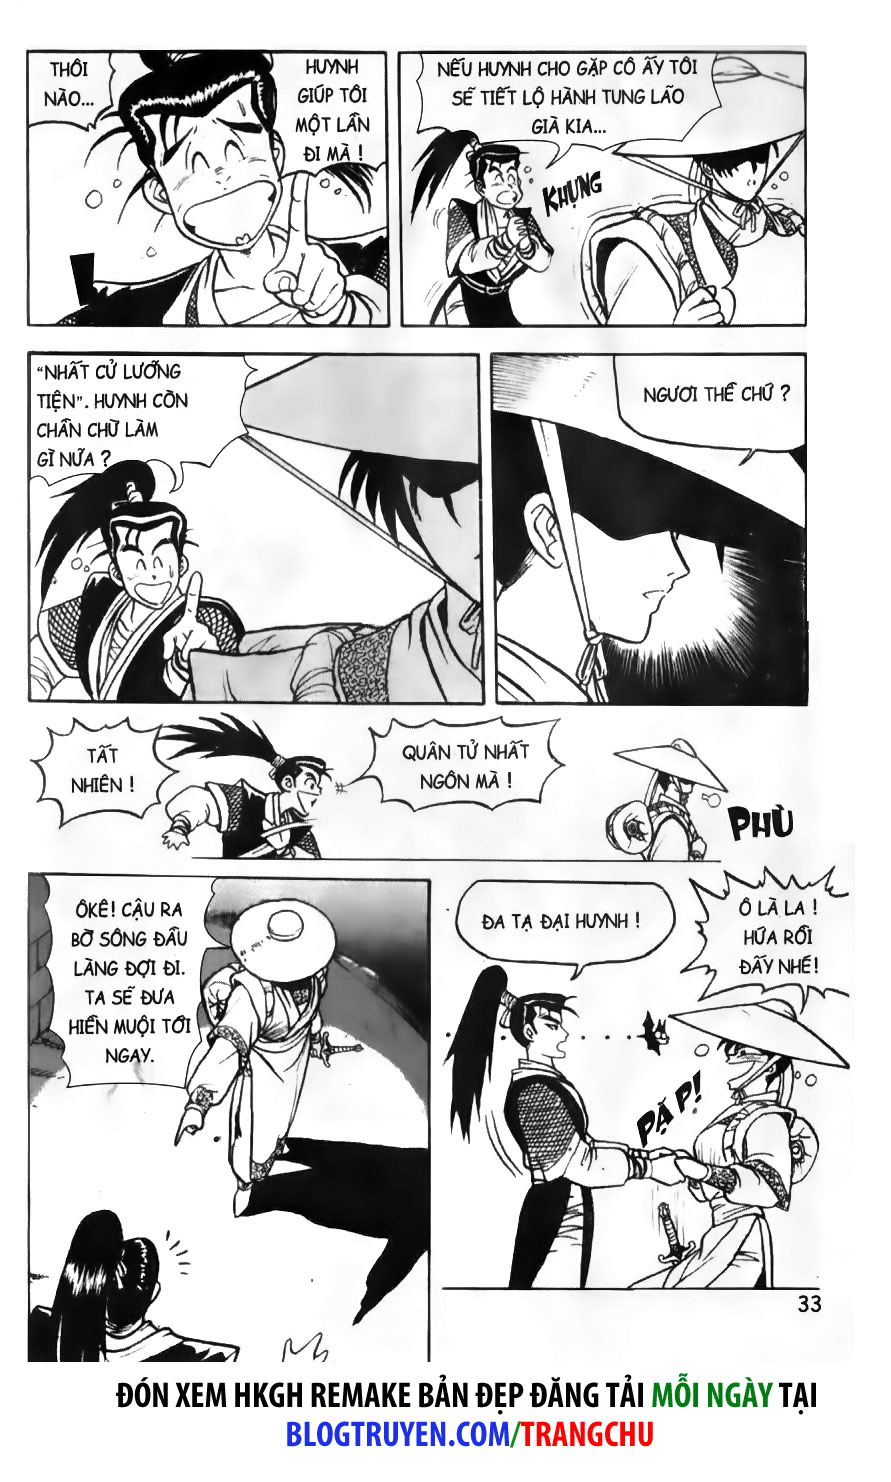 THÔI
NÀO...
HUYNH
GIÚP TÔI
MỘT LẦN
ĐI MÀ !
NẾU HUYNH CHO GẶP CÔ ẤY TÔI
SẼ TIẾT LỘ HÀNH TUNG LÃO
GIÀ KIA...
KHỰNG
“NHẤT CỬ LƯỠNG
TIỆN”. HUYNH CÒN
CHẦN CHỪ LÀM
GÌ NỮA ?
NGƯƠI THỀ CHỨ ?
TẤT
NHIÊN !
QUÂN TỬ NHẤT
NGÔN MÀ !
PHÙ
ÔKÊ! CẬU RA
BỜ SÔNG ĐẦU
LÀNG ĐỢI ĐI.
TA SẼ ĐƯA
HIỀN MUỘI TỚI
NGAY.
ĐA TẠ ĐẠI HUYNH !
Ô LÀ LA !
HỨA RỒI
ĐẤY NHÉ!
PẶP!
33
ĐÓN XEM HKGH REMAKE BẢN ĐẸP ĐĂNG TẢI MỖI NGÀY TẠI
BLOGTRUYEN.COM/TRANGCHU